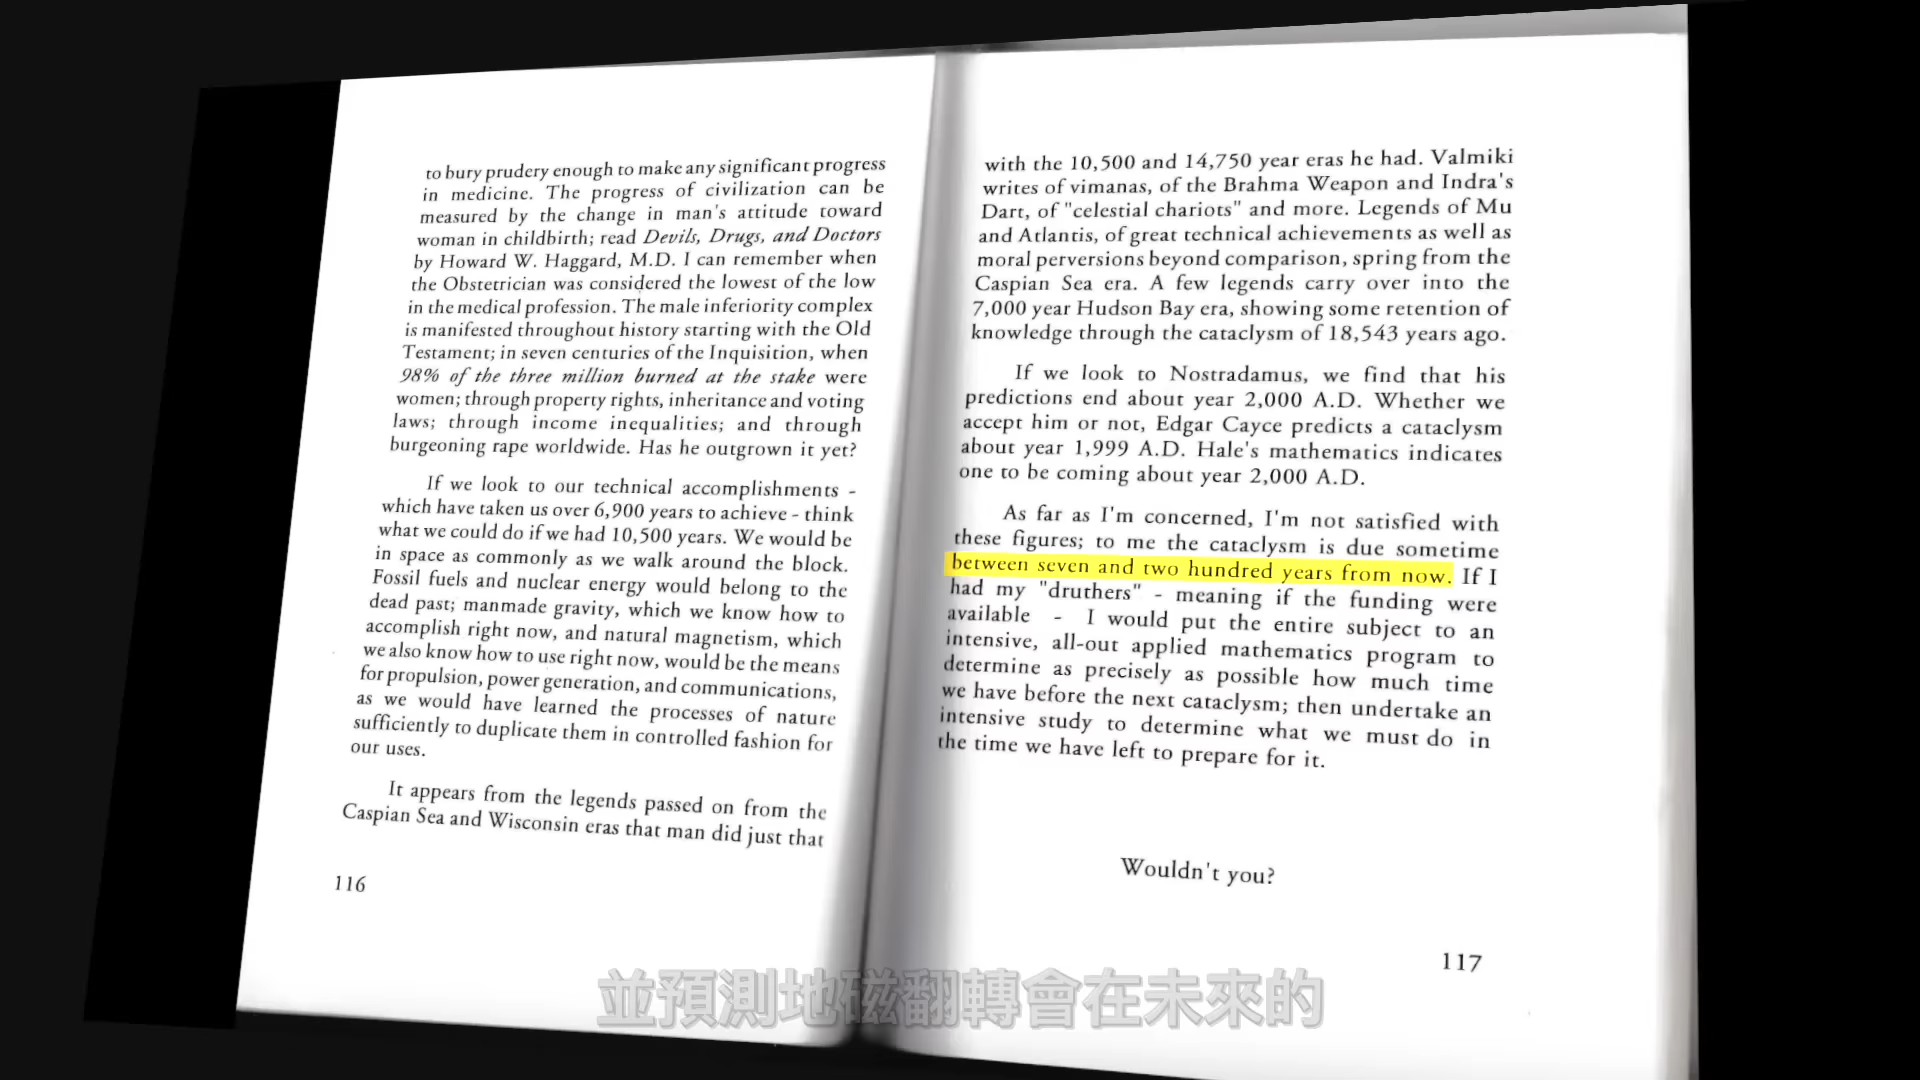 to bury prudery enough to make any significant progress
in medicine. The progress of civilization can be
measured by the change in man's attitude toward
woman in childbirth; read Devils, Drugs, and Doctors
by Howard W. Haggard, M.D. I can remember when
the Obstetrician was considered the lowest of the low
in the medical profession. The male inferiority complex
is manifested throughout history starting with the Old
Testament; in seven centuries of the Inquisition, when
98% of the three million burned at the stake were
women; through property rights, inheritance and voting
laws; through income inequalities; and through
burgeoning rape worldwide. Has he outgrown it yet?
If we look to our technical accomplishments -
which have taken us over 6,900 years to achieve - think
what we could do if we had 10,500 years. We would be
in space as commonly as we walk around the block.
Fossil fuels and nuclear energy would belong to the
dead past; manmade gravity, which we know how to
accomplish right now, and natural magnetism, which
we also know how to use right now, would be the means
for propulsion, power generation, and communications,
as we would have learned the processes of nature
sufficiently to duplicate them in controlled fashion for
our uses.
It appears from the legends passed on from the
Caspian Sea and Wisconsin eras that man did just that
116
with the 10,500 and 14,750 year eras he had. Valmiki
writes of vimanas, of the Brahma Weapon and Indra's
Dart, of "celestial chariots" and more. Legends of Mu
and Atlantis, of great technical achievements as well as
moral perversions beyond comparison, spring from the
Caspian Sea era. A few legends carry over into the
7,000 year Hudson Bay era, showing some retention of
knowledge through the cataclysm of 18,543 years ago.
If we look to Nostradamus, we find that his
predictions end about year 2,000 A.D. Whether we
accept him or not, Edgar Cayce predicts a cataclysm
about year 1,999 A.D. Hale's mathematics indicates
one to be coming about year 2,000 A.D.
As far as I'm concerned, I'm not satisfied with
these figures; to me the cataclysm is due sometime
between seven and two hundred years from now. If I
had my "druthers" - meaning if the funding were
available - I would put the entire subject to an
intensive, all-out applied mathematics program to
determine as precisely as possible how much time
we have before the next cataclysm; then undertake an
intensive study to determine what we must do in
the time we have left to prepare for it.
Wouldn't you?
117
並預測地磁翻轉會在未來的